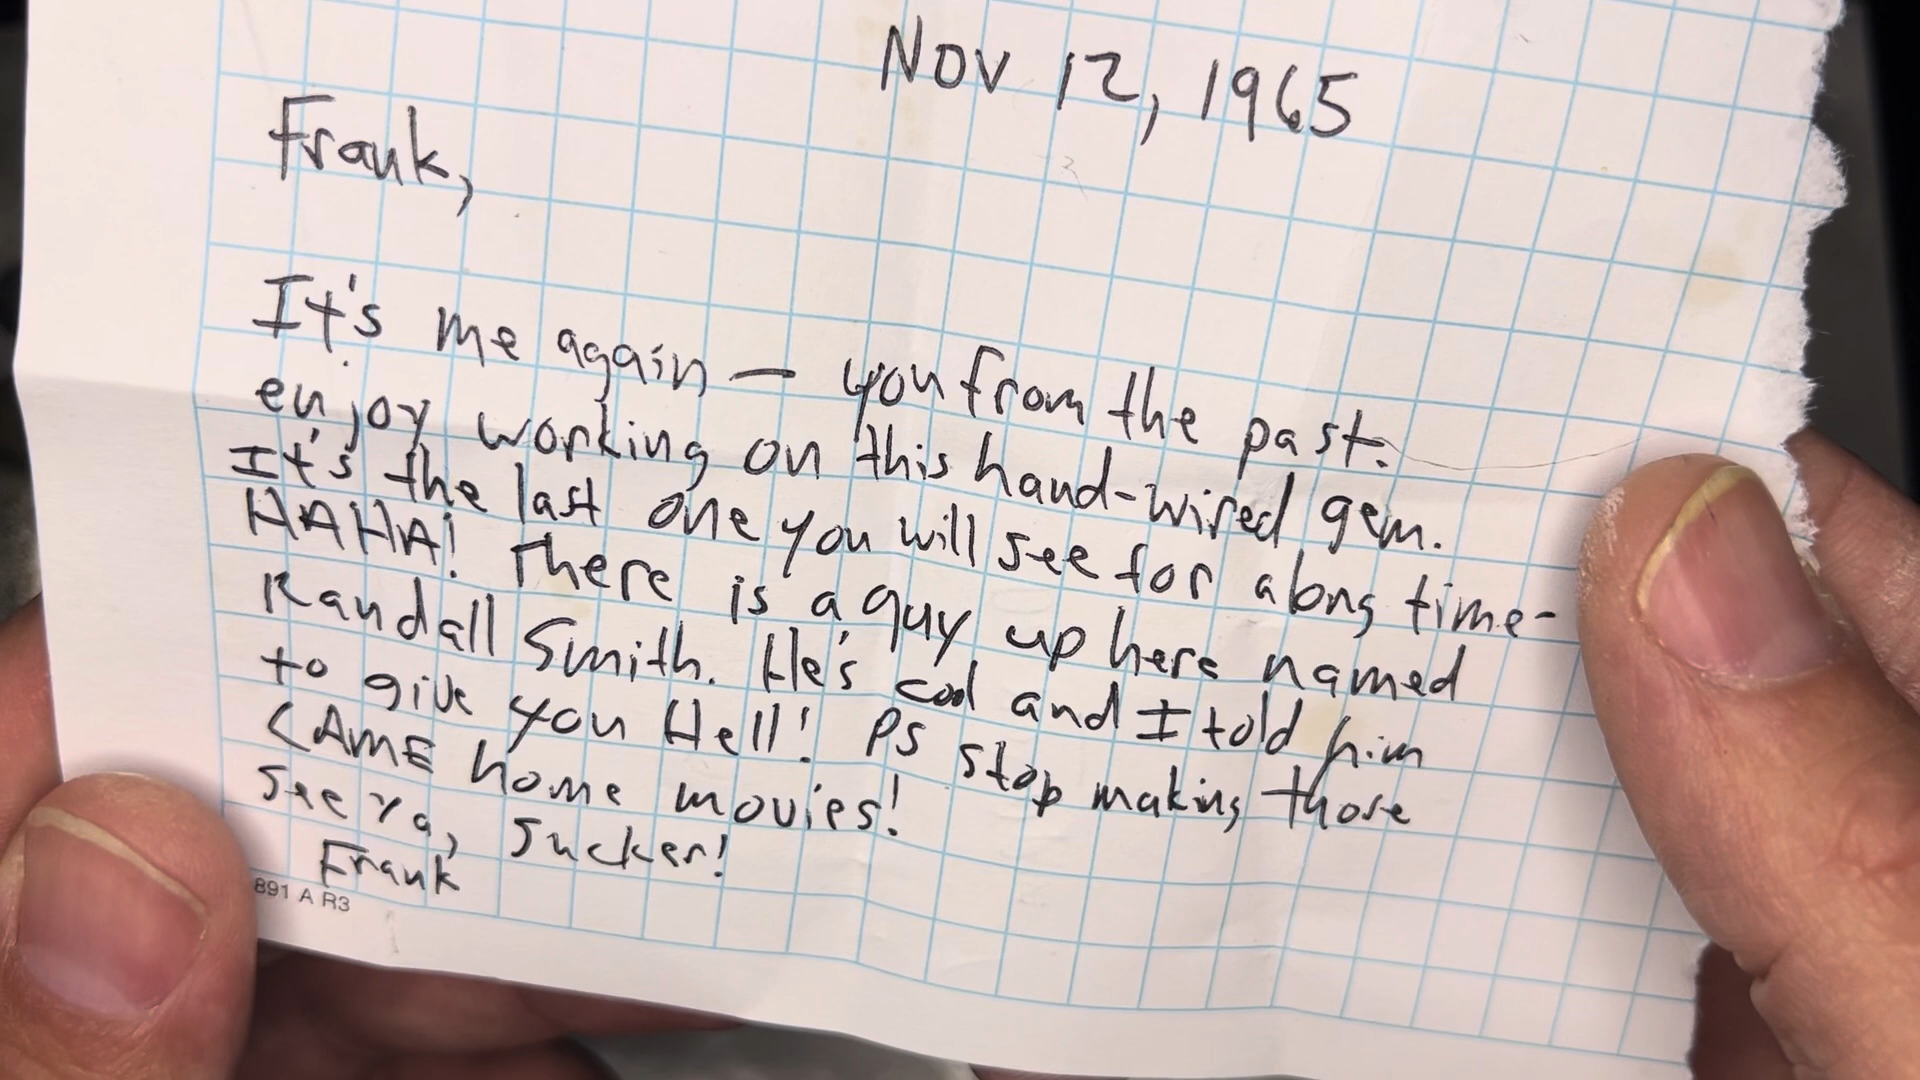 NOV 12, 1965
Frank,
It's me again — you from the past.
enjoy working on this hand-wired gem.
It's the last one you will see for a long time-
HAHA! There is a guy up here named
Randall Smith. He's cool and I told him
to give you Hell! PS stop making those
LAME home movies!
See ya, Sucker!
Frank
891 A R3